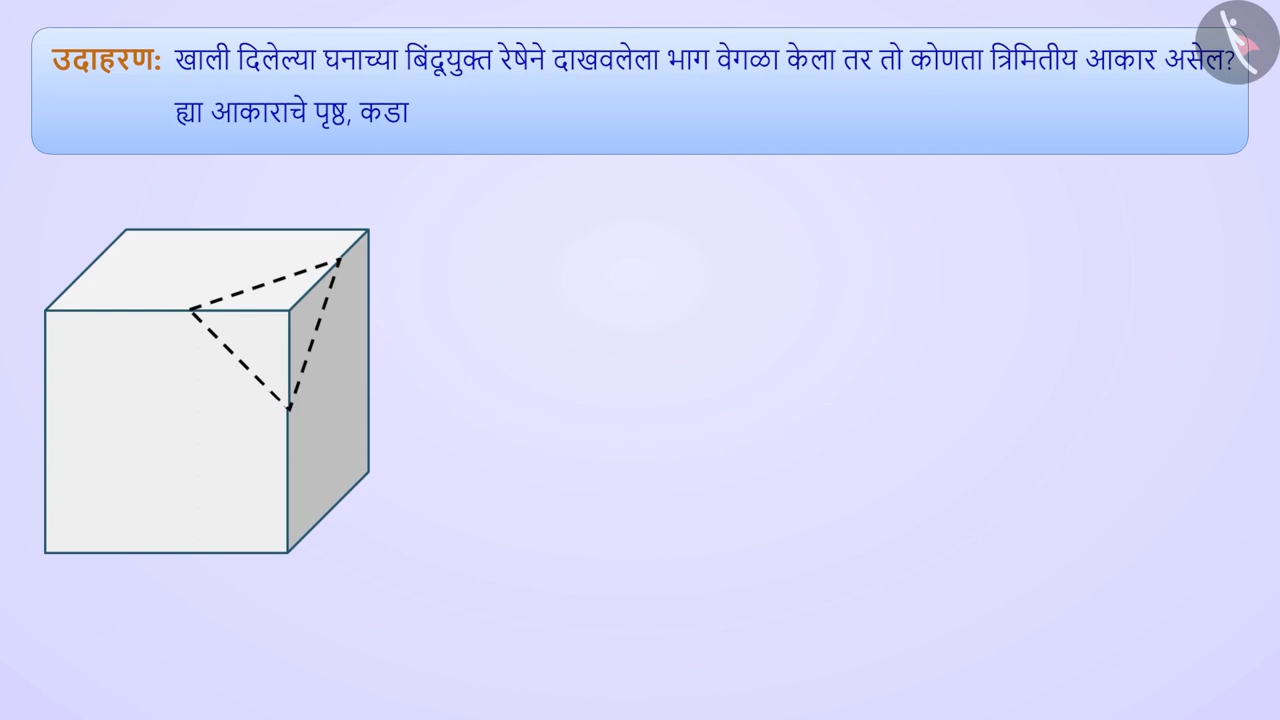 उदाहरण: खाली दिलेल्या घनाच्या बिंदूयुक्त रेषेने दाखवलेला भाग वेगळा केला तर तो कोणता त्रिमितीय आकार असेल?
ह्या आकाराचे पृष्ठ, कडा